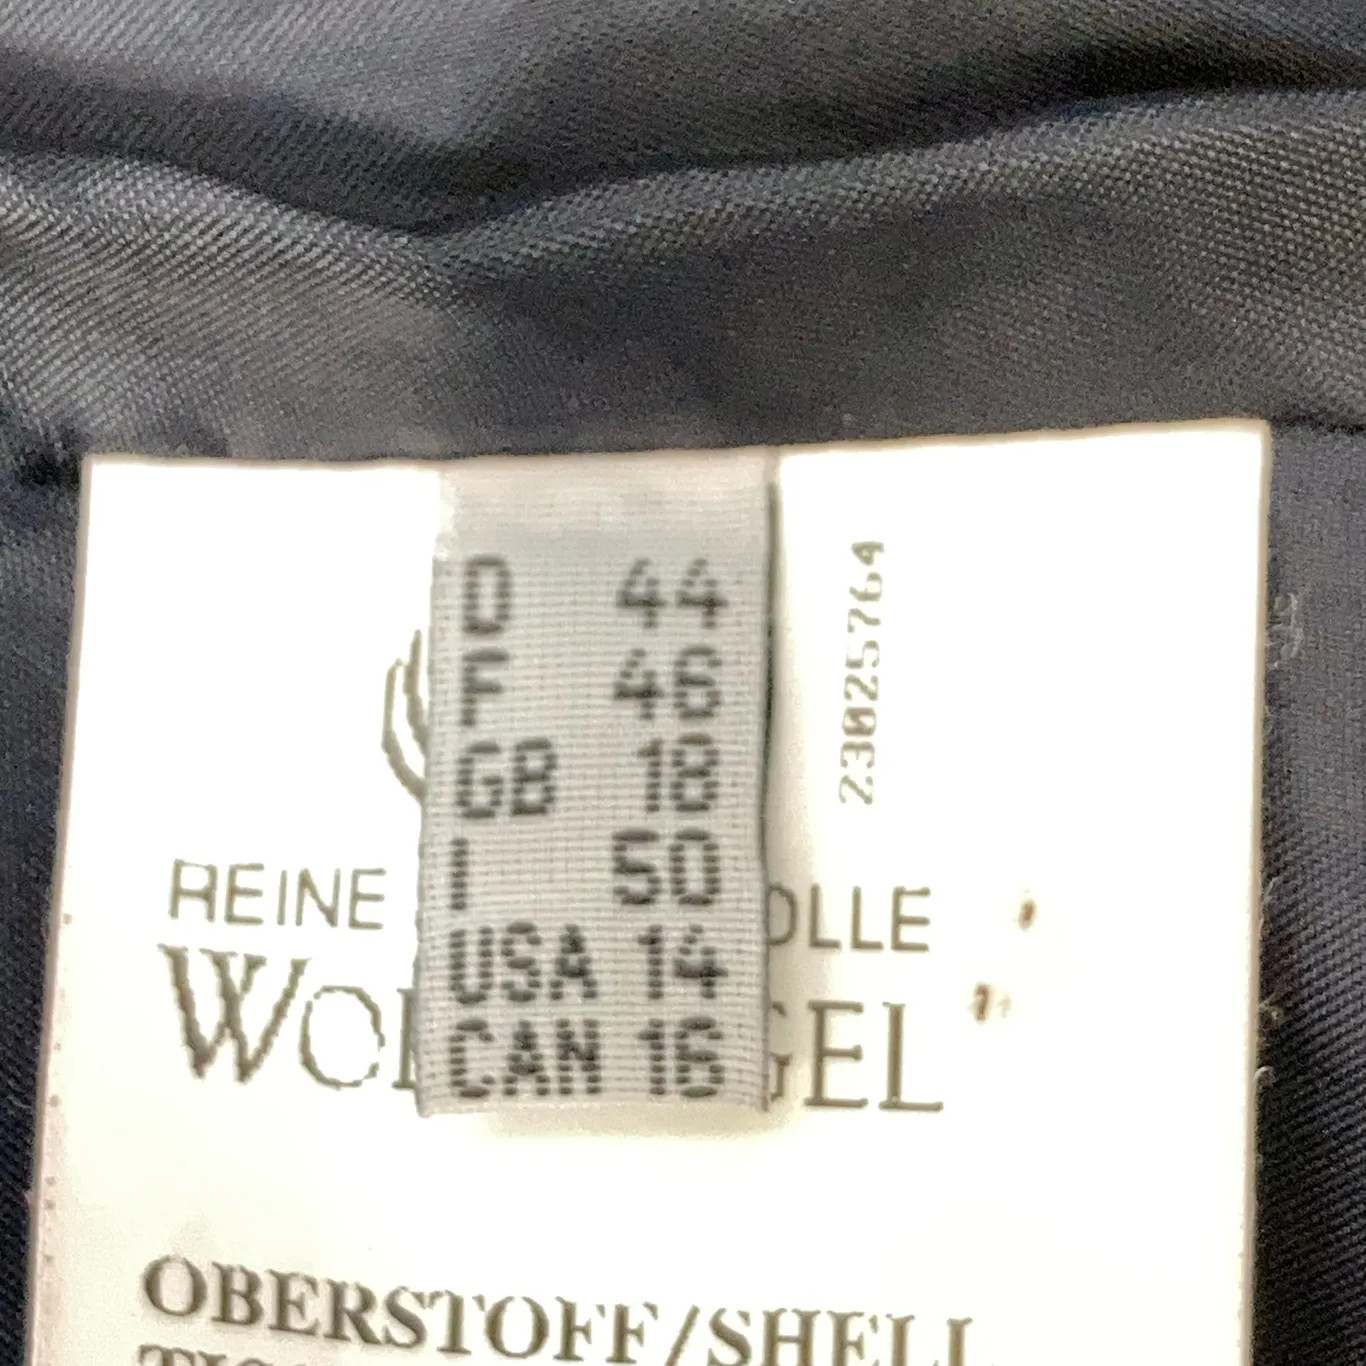 D 44
F 46
GB 18
I 50
USA 14
CAN 16
23025764
REINE OLLE
WO GEL
OBERSTOFF/SHELL